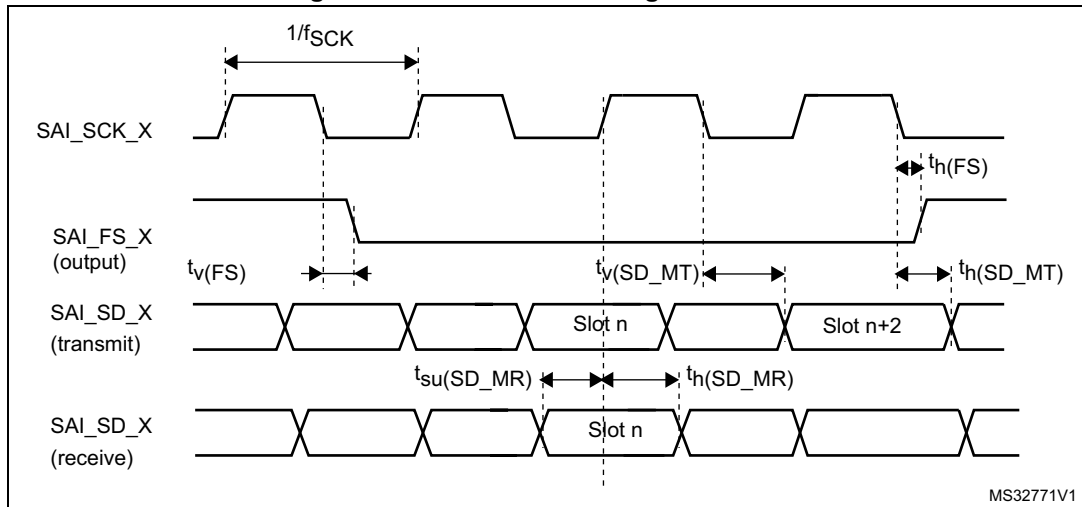 1/fSCK
SAI_SCK_X
th(FS)
SAI_FS_X
(output)
tv(FS)
tv(SD_MT)
th(SD_MT)
SAI_SD_X
(transmit)
Slot n
Slot n+2
tsu(SD_MR)
th(SD_MR)
SAI_SD_X
(receive)
Slot n
MS32771V1